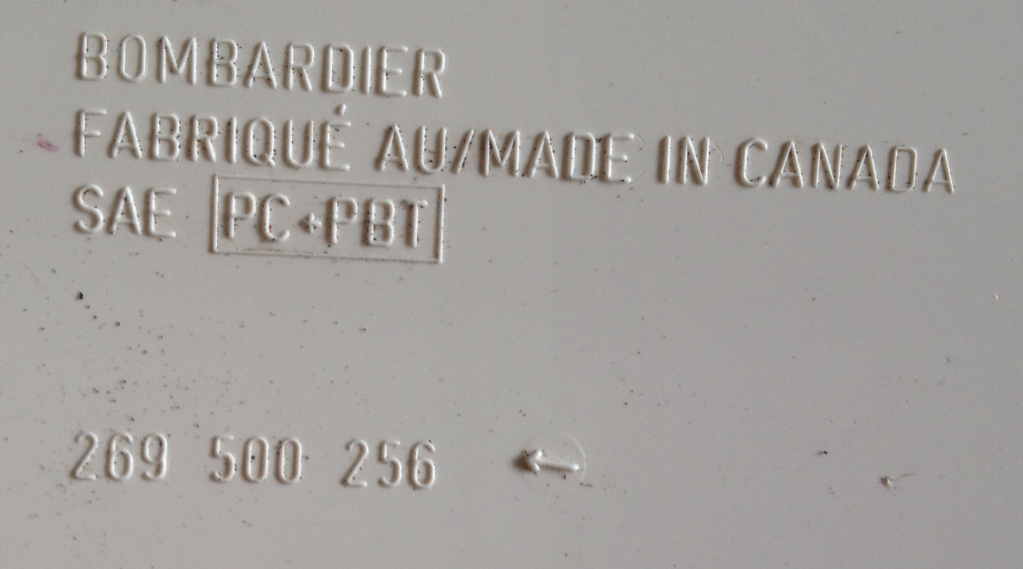 BOMBARDIER
FABRIQUÉ AU/MADE IN CANADA
SAE PC+PBT
269 500 256